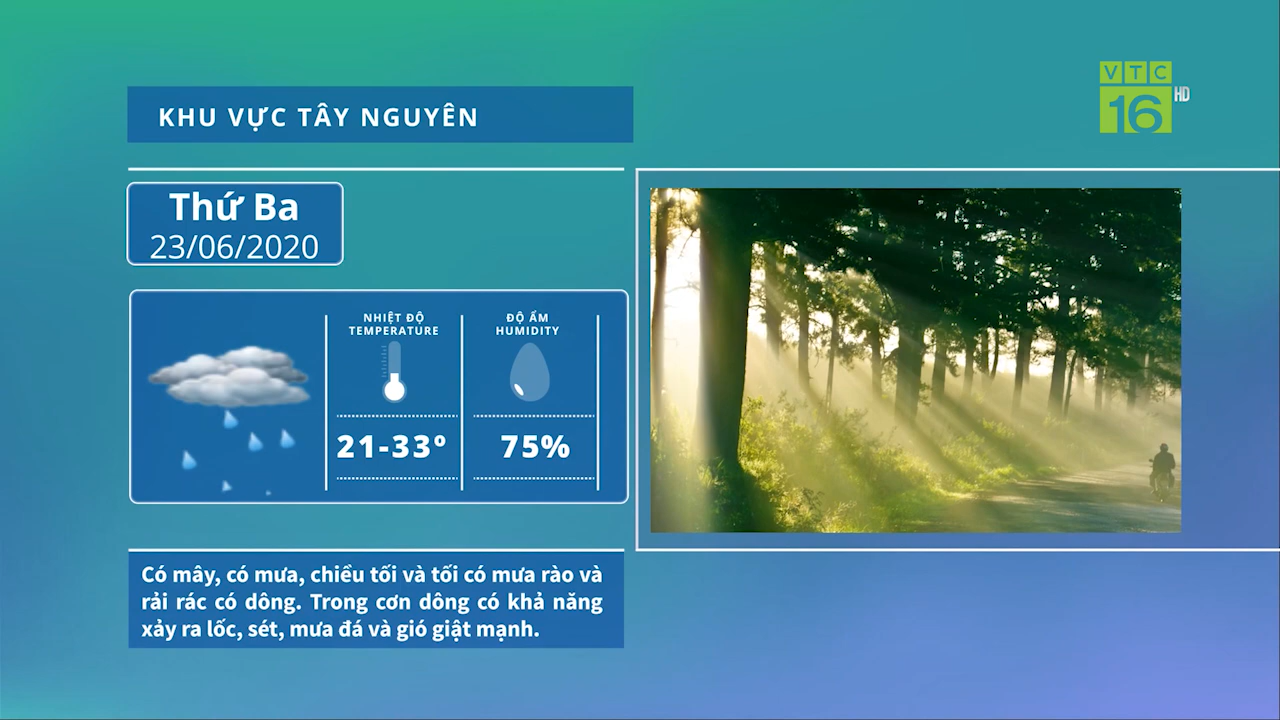 KHU VỰC TÂY NGUYÊN
VTC
16 HD
Thứ Ba
23/06/2020
NHIỆT ĐỘ
TEMPERATURE
21-33º
ĐỘ ẨM
HUMIDITY
75%
Có mây, có mưa, chiều tối và tối có mưa rào và
rải rác có dông. Trong cơn dông có khả năng
xảy ra lốc, sét, mưa đá và gió giật mạnh.